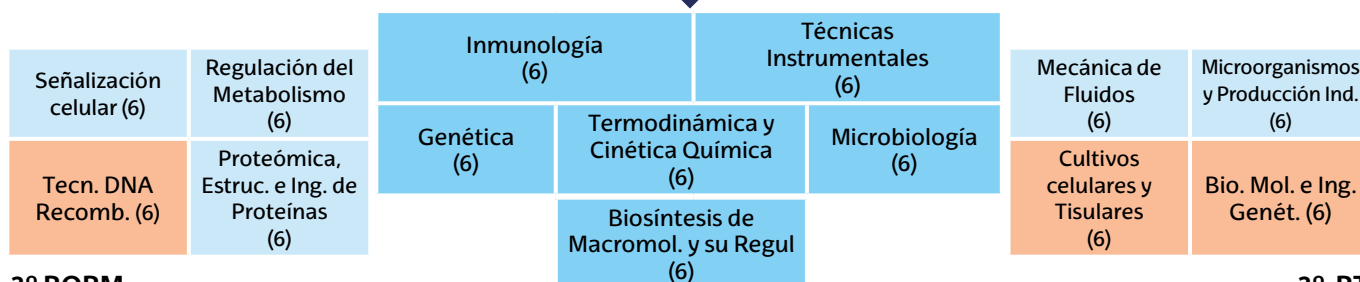 Señalización
celular (6)
Regulación del
Metabolismo
(6)
Tecn. DNA
Recomb. (6)
Proteómica,
Estruc. e Ing. de
Proteínas
(6)
Inmunología
(6)
Técnicas
Instrumentales
(6)
Genética
(6)
Termodinámica y
Cinética Química
(6)
Microbiología
(6)
Biosíntesis de
Macromol. y su Regul
(6)
Mecánica de
Fluidos
(6)
Microorganismos
y Producción Ind.
(6)
Cultivos
celulares y
Tisulares
(6)
Bio. Mol. e Ing.
Genét. (6)